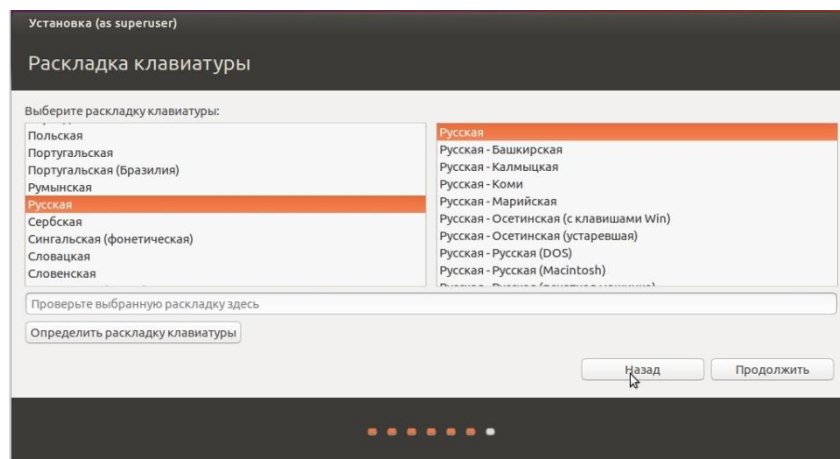 Установка (as superuser)
Раскладка клавиатуры
Выберите раскладку клавиатуры:
Польская
Португальская
Португальская (Бразилия)
Румынская
Русская
Сербская
Сингальская (фонетическая)
Словацкая
Словенская
Русская
Русская - Башкирская
Русская - Калмыцкая
Русская - Коми
Русская - Марийская
Русская - Осетинская (с клавишами Win)
Русская - Осетинская (устаревшая)
Русская - Русская (DOS)
Русская - Русская (Macintosh)
Проверьте выбранную раскладку здесь
Определить раскладку клавиатуры
Назад
Продолжить